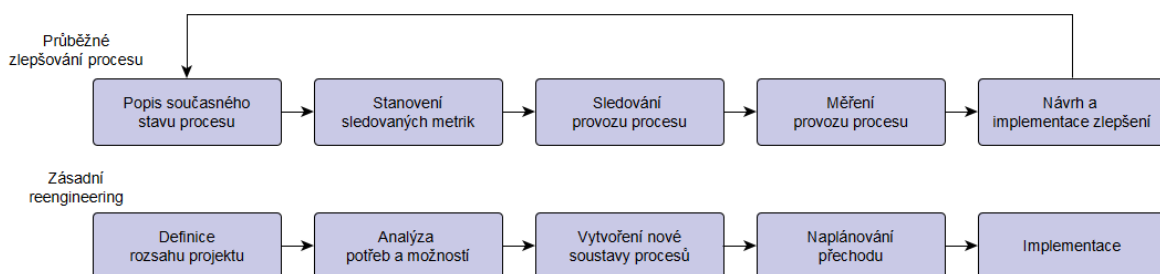 Průběžné
zlepšování procesu
Popis současného
stavu procesu
Stanovení
sledovaných metrik
Sledování
provozu procesu
Měření
provozu procesu
Návrh a
implementace zlepšení
Zásadní
reengineering
Definice
rozsahu projektu
Analýza
potřeb a možností
Vytvoření nové
soustavy procesů
Naplánování
přechodu
Implementace